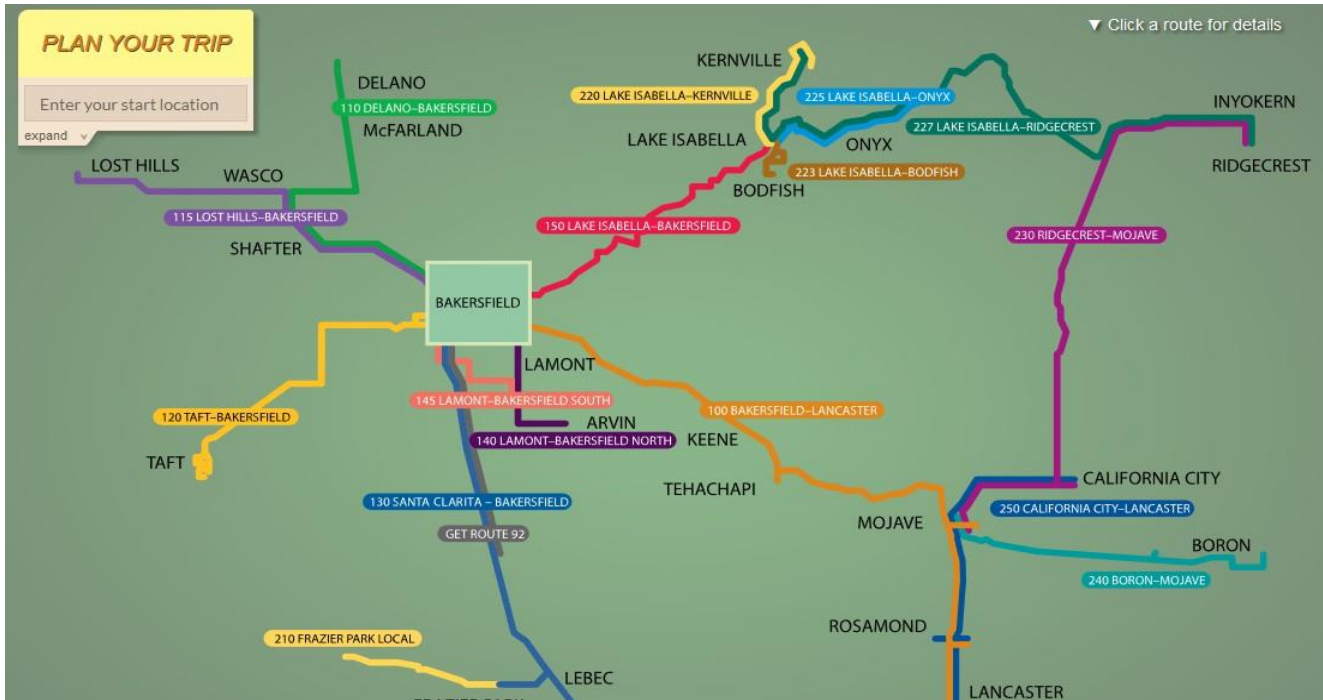 PLAN YOUR TRIP
Enter your start location
expand
▼ Click a route for details
KERNVILLE
DELANO
220 LAKE ISABELLA–KERNVILLE
225 LAKE ISABELLA–ONYX
110 DELANO–BAKERSFIELD
INYOKERN
McFARLAND
227 LAKE ISABELLA–RIDGECREST
LAKE ISABELLA
ONYX
LOST HILLS
WASCO
223 LAKE ISABELLA–BODFISH
RIDGECREST
BODFISH
115 LOST HILLS–BAKERSFIELD
150 LAKE ISABELLA–BAKERSFIELD
230 RIDGECREST–MOJAVE
SHAFTER
BAKERSFIELD
LAMONT
145 LAMONT–BAKERSFIELD SOUTH
100 BAKERSFIELD–LANCASTER
120 TAFT–BAKERSFIELD
ARVIN
140 LAMONT–BAKERSFIELD NORTH
KEENE
TAFT
TEHACHAPI
CALIFORNIA CITY
130 SANTA CLARITA – BAKERSFIELD
250 CALIFORNIA CITY–LANCASTER
MOJAVE
GET ROUTE 92
BORON
240 BORON–MOJAVE
ROSAMOND
210 FRAZIER PARK LOCAL
LEBEC
LANCASTER